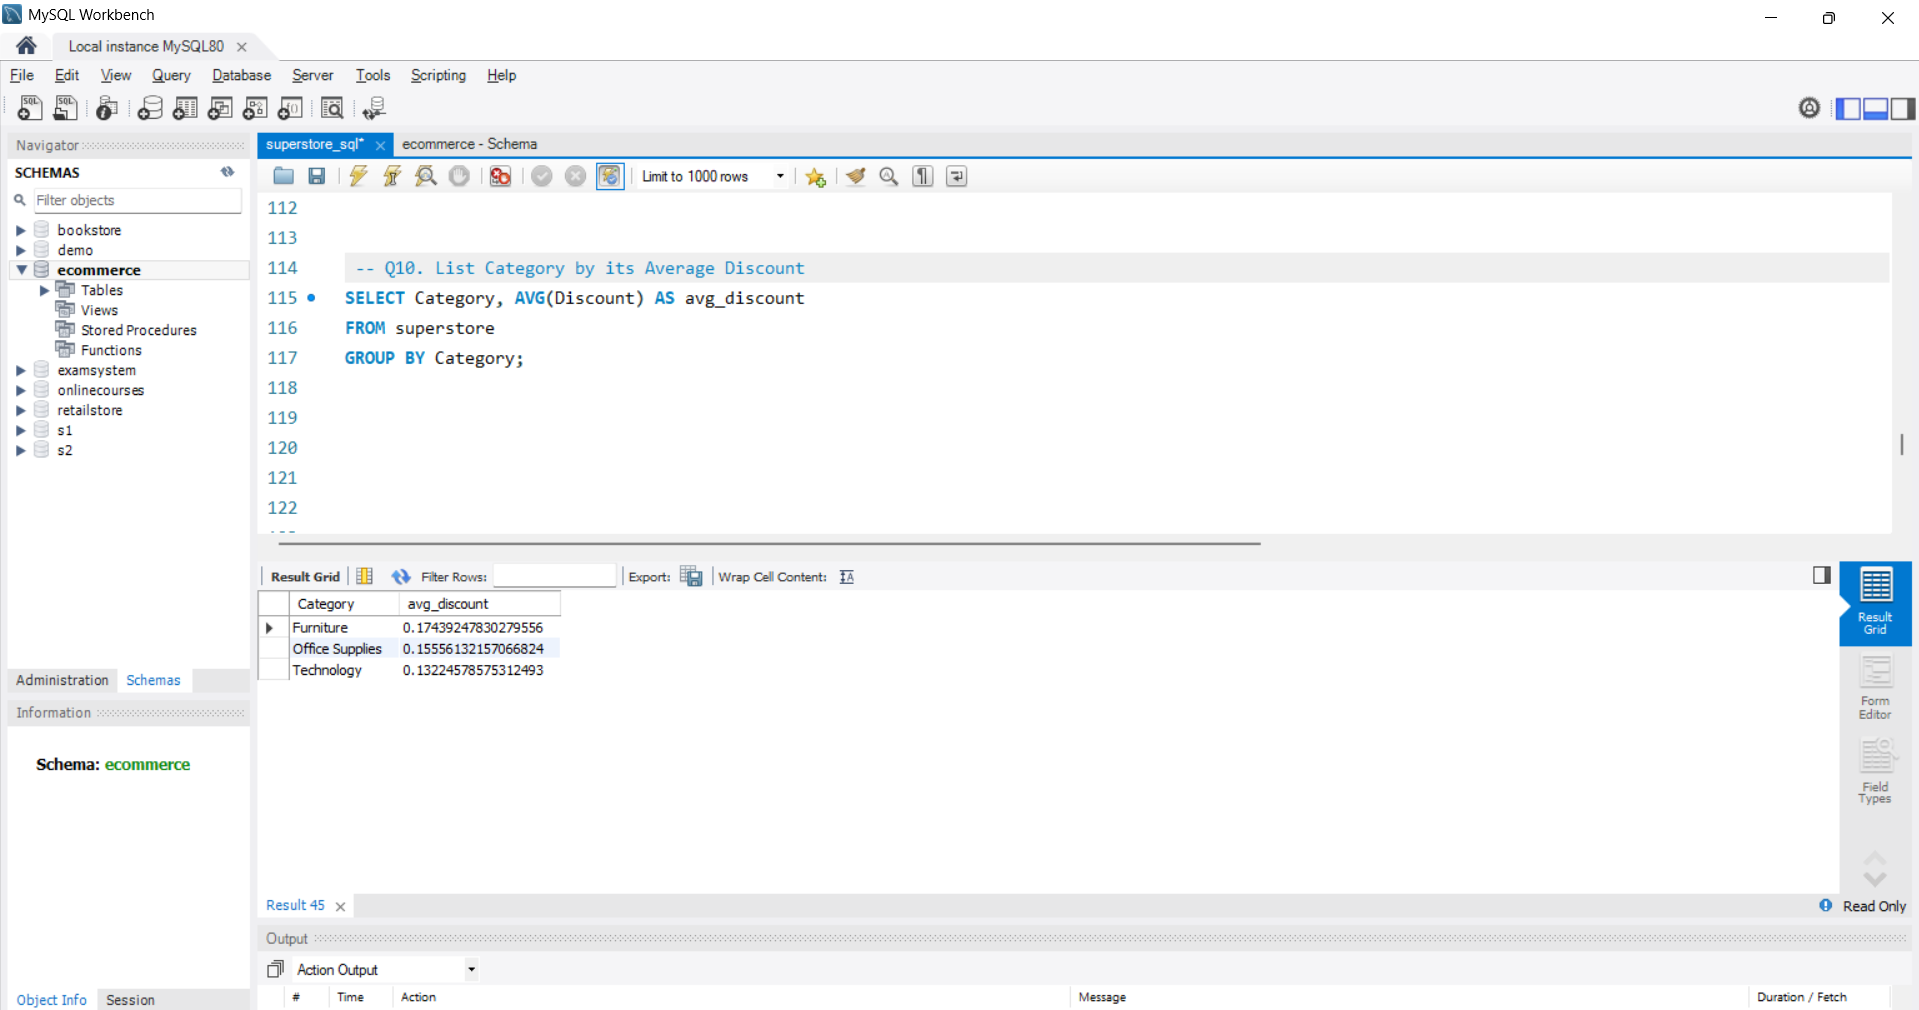 MySQL Workbench
Local instance MySQL80
File Edit View Query Database Server Tools Scripting Help
Navigator
SCHEMAS
Filter objects
bookstore
demo
ecommerce
Tables
Views
Stored Procedures
Functions
examsystem
onlinecourses
retailstore
s1
s2
Administration Schemas
Information
Schema: ecommerce
Object Info Session
superstore_sql* ecommerce - Schema
Limit to 1000 rows
112
113
114 -- Q10. List Category by its Average Discount
115 SELECT Category, AVG(Discount) AS avg_discount
116 FROM superstore
117 GROUP BY Category;
118
119
120
121
122
Result Grid Filter Rows: Export: Wrap Cell Content:
Category avg_discount
Furniture 0.17439247830279556
Office Supplies 0.15556132157066824
Technology 0.13224578575312493
Result Grid
Form Editor
Field Types
Result 45 Read Only
Output
Action Output
# Time Action Message Duration / Fetch